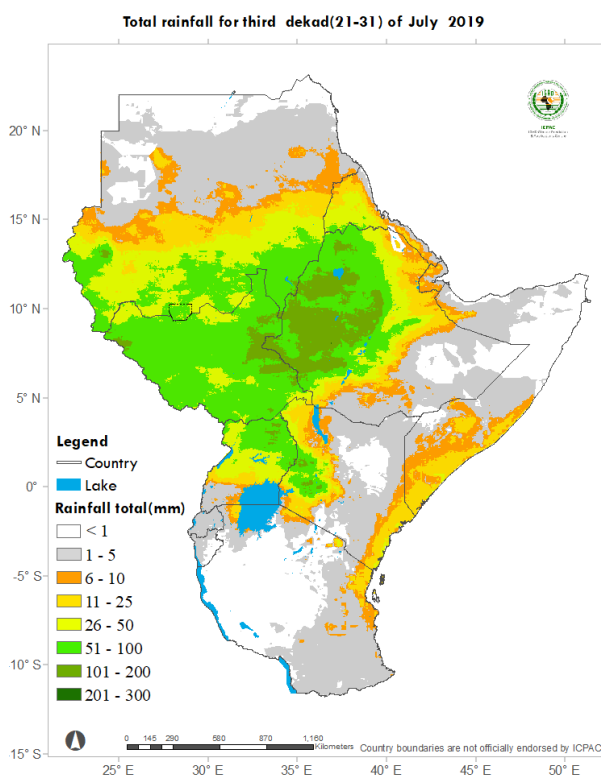 Total rainfall for third dekad(21-31) of July 2019
ICPAC
20° N
15° N
10° N
5° N
0°
-5° S
10° S
15° S
Legend
Country
Lake
Rainfall total(mm)
< 1
1 - 5
6 - 10
11 - 25
26 - 50
51 - 100
101 - 200
201 - 300
0 145 290 580 870 1,160
Kilometers
Country boundaries are not officially endorsed by ICPAC
25° E
30° E
35° E
40° E
45° E
50° E